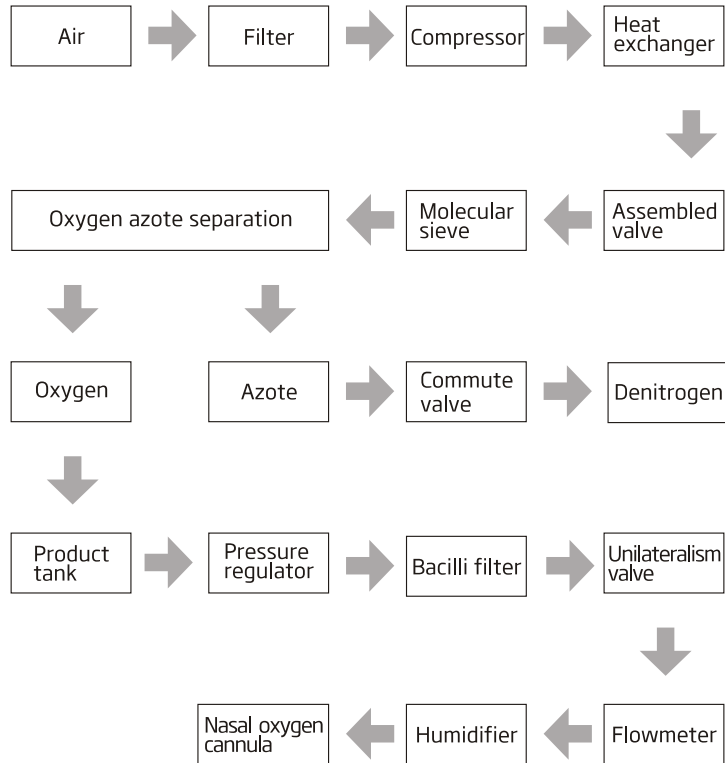 Air
Filter
Compressor
Heat
exchanger
Oxygen azote separation
Molecular
sieve
Assembled
valve
Oxygen
Azote
Commute
valve
Denitrogen
Product
tank
Pressure
regulator
Bacilli filter
Unilateralism
valve
Nasal oxygen
cannula
Humidifier
Flowmeter